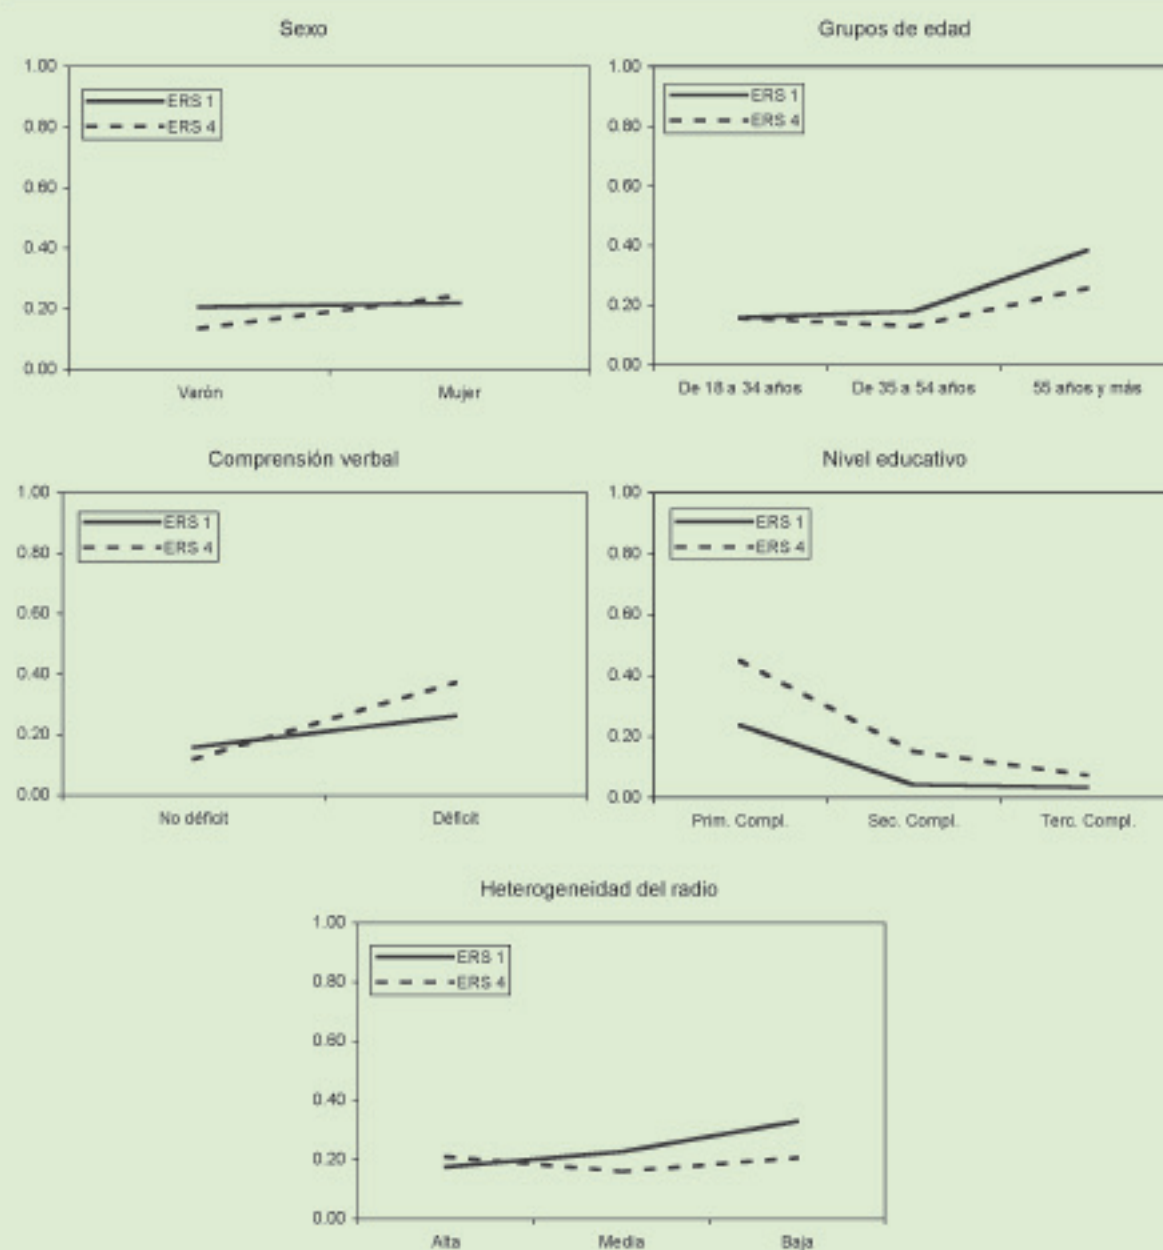 Sexo
1.00
0.80
0.60
0.40
0.20
0.00
ERS 1
ERS 4
Varón Mujer
Grupos de edad
1.00
0.80
0.60
0.40
0.20
0.00
ERS 1
ERS 4
De 18 a 34 años De 35 a 54 años 55 años y más
Comprensión verbal
1.00
0.80
0.60
0.40
0.20
0.00
ERS 1
ERS 4
No déficit Déficit
Nivel educativo
1.00
0.80
0.60
0.40
0.20
0.00
ERS 1
ERS 4
Prim. Compl. Sec. Compl. Terc. Compl.
Heterogeneidad del radio
1.00
0.80
0.60
0.40
0.20
0.00
ERS 1
ERS 4
Alta Media Baja